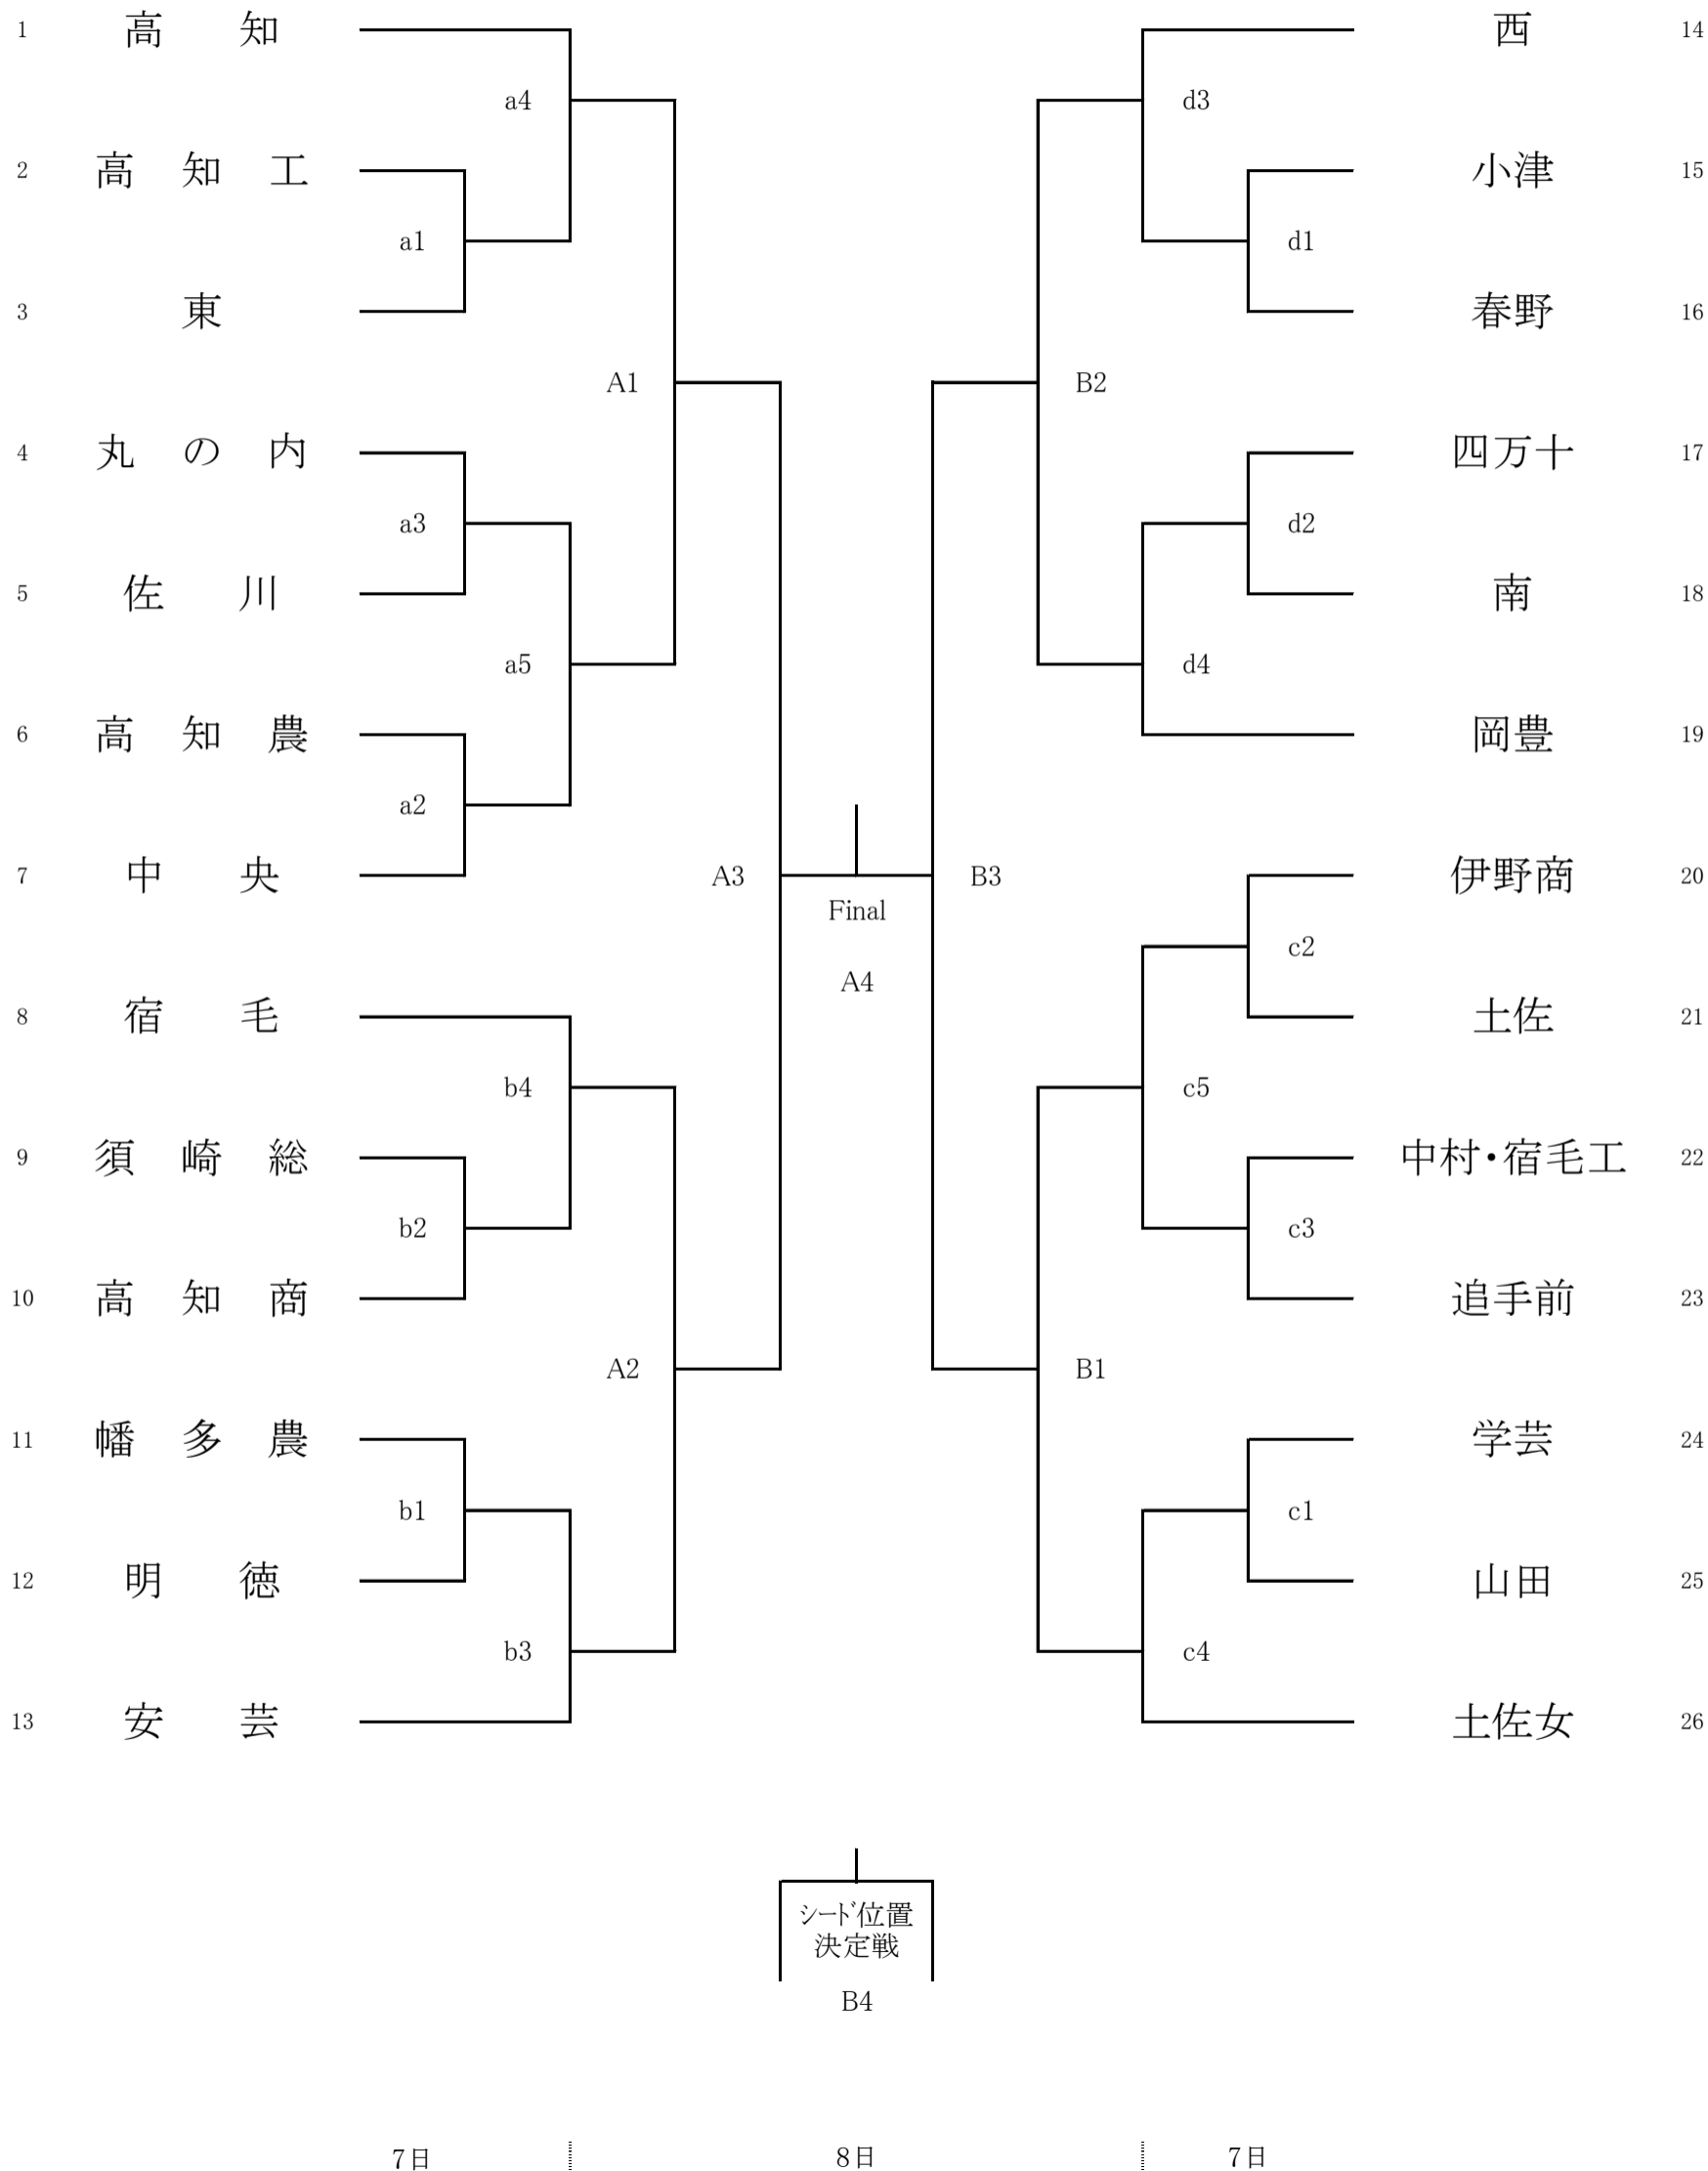 1 高知 西 14
a4 d3
2 高知工 小津 15
a1 d1
3 東 春野 16
A1 B2
4 丸の内 四万十 17
a3 d2
5 佐川 南 18
a5 d4
6 高知農 岡豊 19
a2
7 中央 A3 B3 伊野商 20
Final
c2
A4
8 宿毛 土佐 21
b4 c5
9 須崎総 中村・宿毛工 22
b2 c3
10 高知商 追手前 23
A2 B1
11 幡多農 学芸 24
b1 c1
12 明徳 山田 25
b3 c4
13 安芸 土佐女 26
シード位置
決定戦
B4
7日 8日 7日